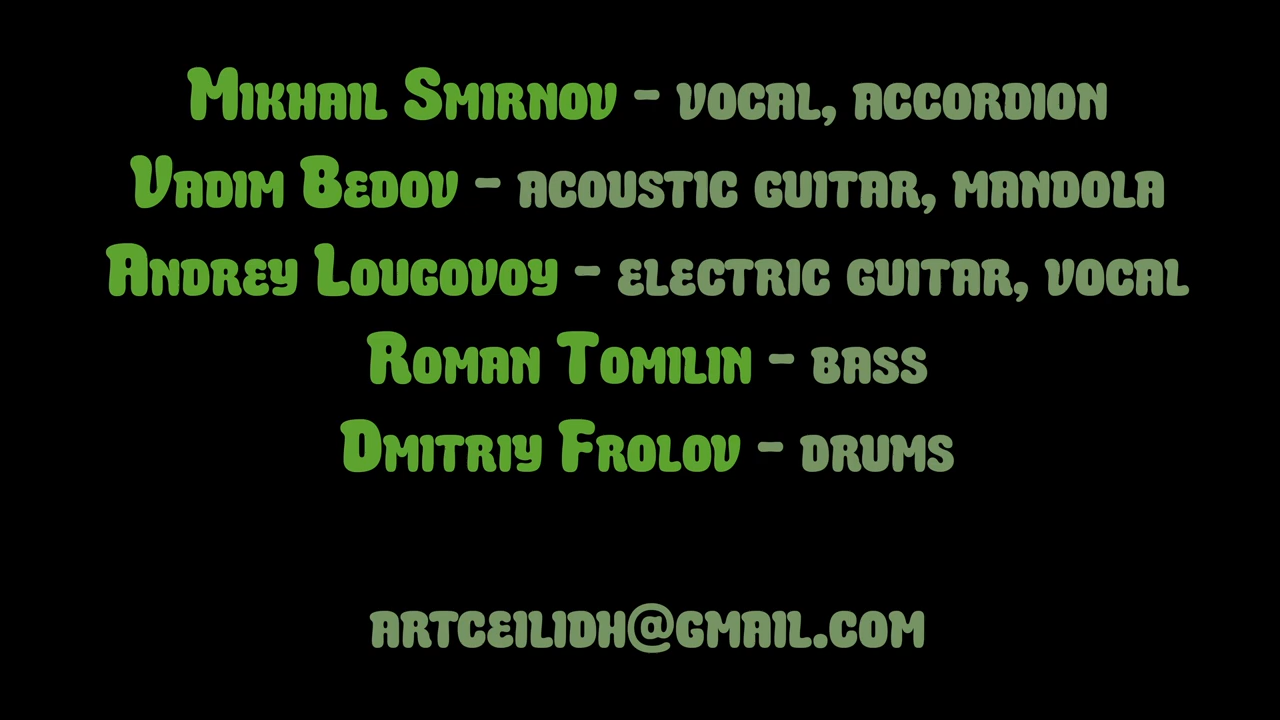 Mikhail Smirnov - vocal, accordion
Vadim Bedov - acoustic guitar, mandola
Andrey Lougovoy - electric guitar, vocal
Roman Tomilin - bass
Dmitriy Frolov - drums
artceilidh@gmail.com